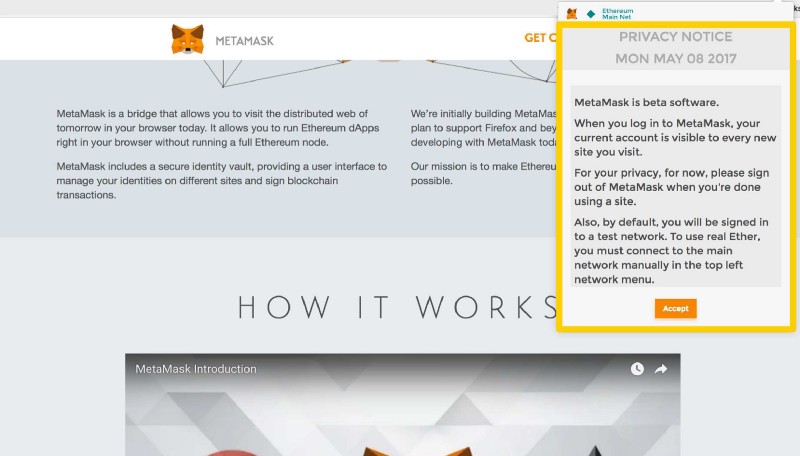 Ethereum
Main Net
METAMASK
GET
PRIVACY NOTICE
MON MAY 08 2017
MetaMask is a bridge that allows you to visit the distributed web of
tomorrow in your browser today. It allows you to run Ethereum dApps
right in your browser without running a full Ethereum node.
MetaMask includes a secure identity vault, providing a user interface to
manage your identities on different sites and sign blockchain
transactions.
We're initially building MetaMas
plan to support Firefox and bey
developing with MetaMask toda
Our mission is to make Ethereu
possible.
MetaMask is beta software.
When you log in to MetaMask, your
current account is visible to every new
site you visit.
For your privacy, for now, please sign
out of MetaMask when you're done
using a site.
Also, by default, you will be signed in
to a test network. To use real Ether,
you must connect to the main
network manually in the top left
network menu.
Accept
HOW IT WORKS
MetaMask Introduction